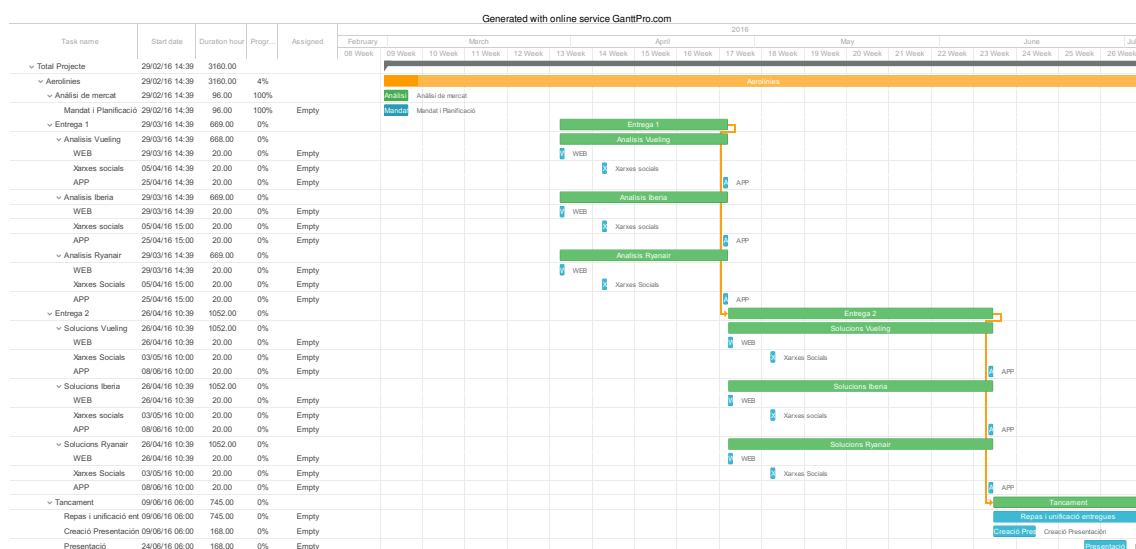 Generated with online service GanttPro.com
2016
Task name Start date Duration hour Progr... Assigned February March April May June Jul
08 Week 09 Week 10 Week 11 Week 12 Week 13 Week 14 Week 15 Week 16 Week 17 Week 18 Week 19 Week 20 Week 21 Week 22 Week 23 Week 24 Week 25 Week 26 Week
Total Projecte 29/02/16 14:39 3160.00
Aerolinies 29/02/16 14:39 3160.00 4% Aerolinies
Análisi de mercat 29/02/16 14:39 96.00 100% Anàlisi Análisi de mercat
Mandat i Planificació 29/02/16 14:39 96.00 100% Empty Mandat Mandat i Planificació
Entrega 1 29/03/16 14:39 669.00 0% Entrega 1
Analisis Vueling 29/03/16 14:39 668.00 0% Analisis Vueling
WEB 29/03/16 14:39 20.00 0% Empty W WEB
Xarxes socials 05/04/16 14:39 20.00 0% Empty X Xarxes socials
APP 25/04/16 14:39 20.00 0% Empty A APP
Analisis Iberia 29/03/16 14:39 669.00 0% Analisis Iberia
WEB 29/03/16 14:39 20.00 0% Empty W WEB
Xarxes socials 05/04/16 15:00 20.00 0% Empty X Xarxes socials
APP 25/04/16 15:00 20.00 0% Empty A APP
Analisis Ryanair 29/03/16 14:39 669.00 0% Analisis Ryanair
WEB 29/03/16 14:39 20.00 0% Empty W WEB
Xarxes Socials 05/04/16 15:00 20.00 0% Empty X Xarxes Socials
APP 25/04/16 15:00 20.00 0% Empty A APP
Entrega 2 26/04/16 10:39 1052.00 0% Entrega 2
Solucions Vueling 26/04/16 10:39 1052.00 0% Solucions Vueling
WEB 26/04/16 10:39 20.00 0% Empty W WEB
Xarxes Socials 03/05/16 10:00 20.00 0% Empty X Xarxes Socials
APP 08/06/16 10:00 20.00 0% Empty A APP
Solucions Iberia 26/04/16 10:39 1052.00 0% Solucions Iberia
WEB 26/04/16 10:39 20.00 0% Empty W WEB
Xarxes socials 03/05/16 10:00 20.00 0% Empty X Xarxes socials
APP 08/06/16 10:00 20.00 0% Empty A APP
Solucions Ryanair 26/04/16 10:39 1052.00 0% Solucions Ryanair
WEB 26/04/16 10:39 20.00 0% Empty W WEB
Xarxes Socials 03/05/16 10:00 20.00 0% Empty X Xarxes Socials
APP 08/06/16 10:00 20.00 0% Empty A APP
Tancament 09/06/16 06:00 745.00 0% Tancament
Repas i unificació ent 09/06/16 06:00 745.00 0% Empty Repas i unificació entregues
Creació Presentación 09/06/16 06:00 168.00 0% Empty Creació Pres Creació Presentación
Presentació 24/06/16 06:00 168.00 0% Empty Presentació